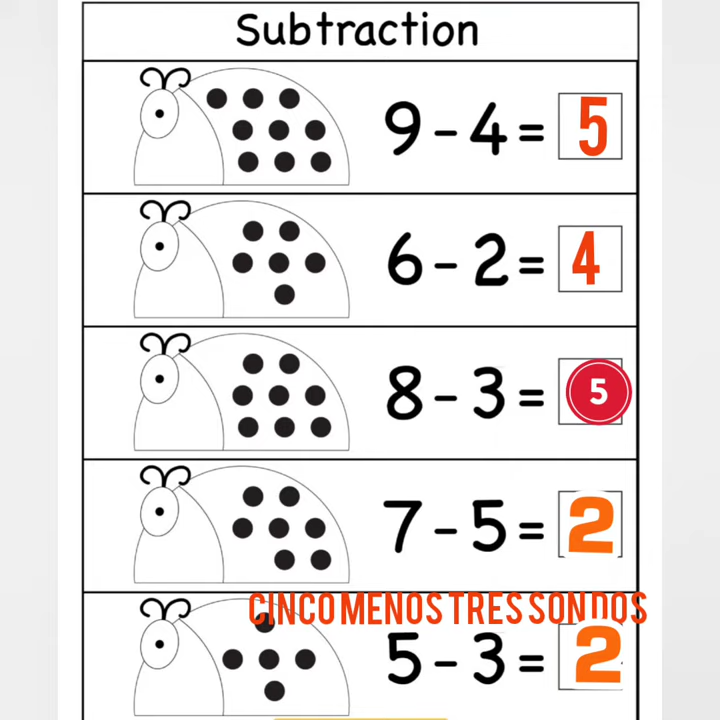 Subtraction
9 - 4 = 5
6 - 2 = 4
8 - 3 = 5
7 - 5 = 2
CINCO MENOS TRES SON DOS
5 - 3 = 2